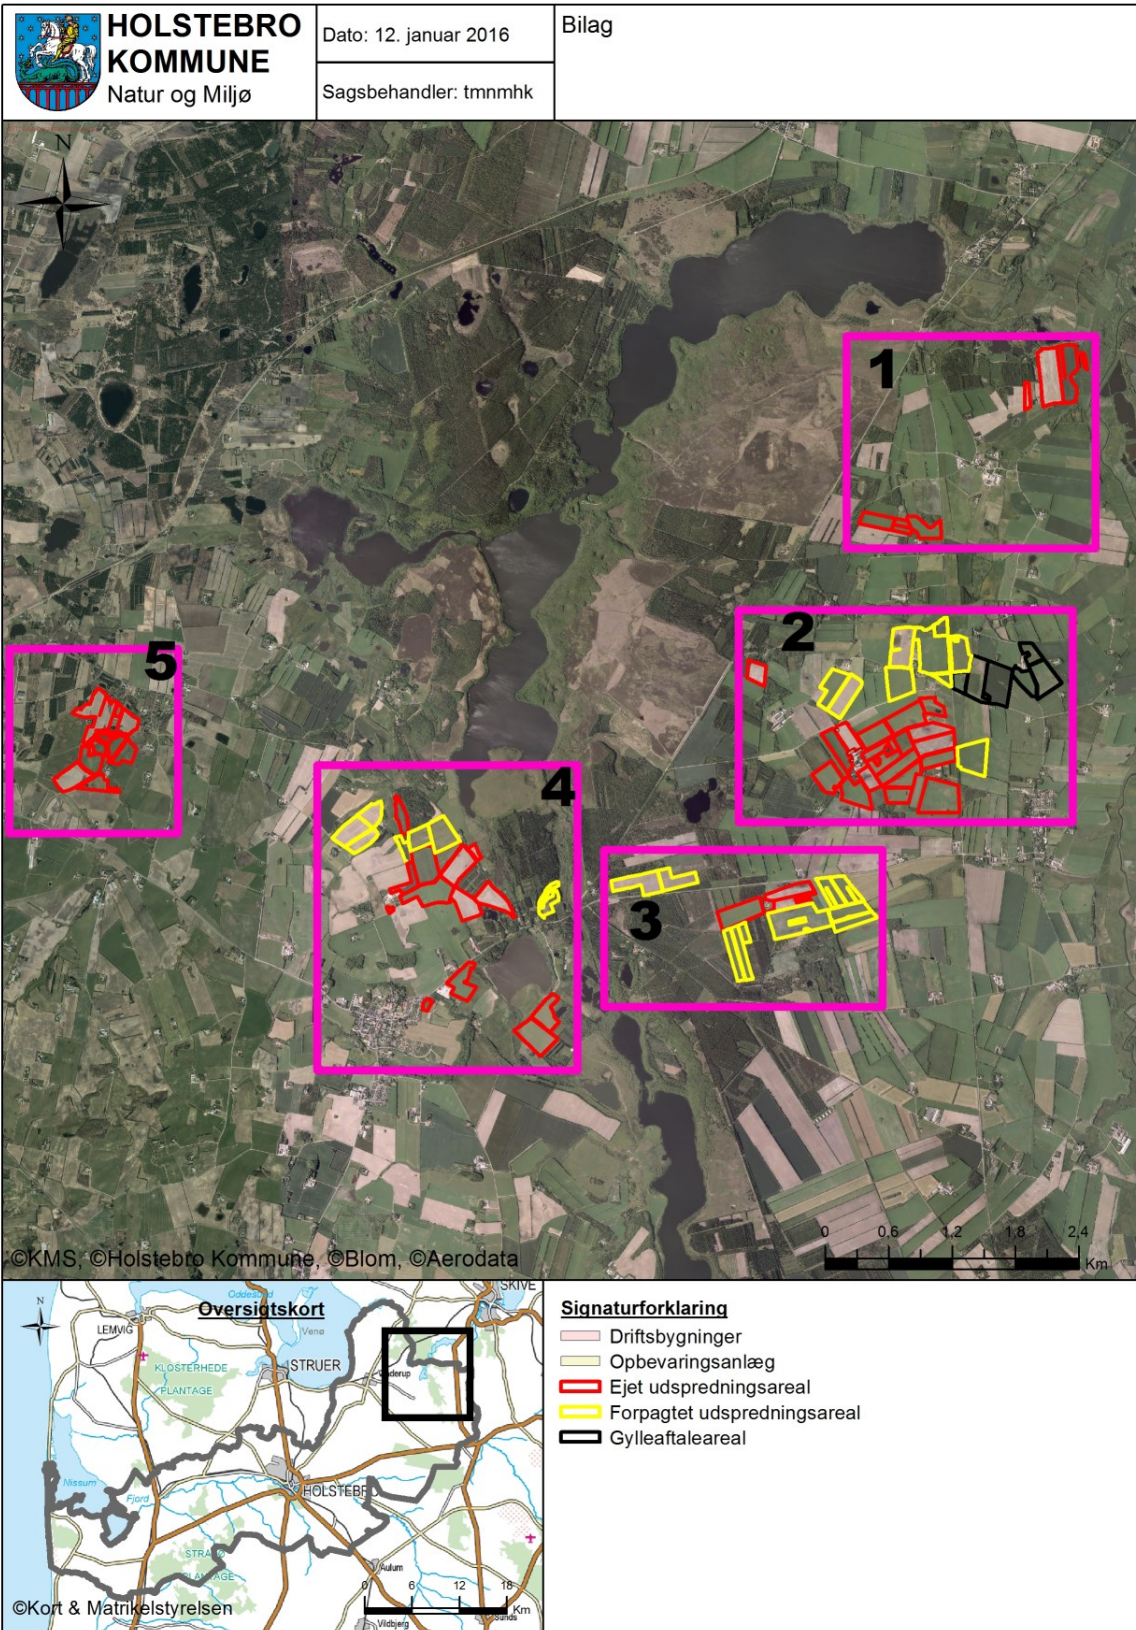 HOLSTEBRO
KOMMUNE
Natur og Miljø
Dato: 12. januar 2016
Sagsbehandler: tmnmhk
Bilag
N
1
2
3
4
5
0 0,6 1,2 1,8 2,4
Km
©KMS, ©Holstebro Kommune, ©Blom, ©Aerodata
Oversigtskort
N
Oddesund
SKIVE
LEMVIG
Venø
STRUER
KLOSTERHEDE
PLANTAGE
Nissum
Fjord
HOLSTEBR
Aulum
Vildbjerg
Sunds
0 6 12 18
Km
©Kort & Matrikelstyrelsen
Signaturforklaring
Driftsbygninger
Opbevaringsanlæg
Ejet udspredningsareal
Forpagtet udspredningsareal
Gylleaftaleareal